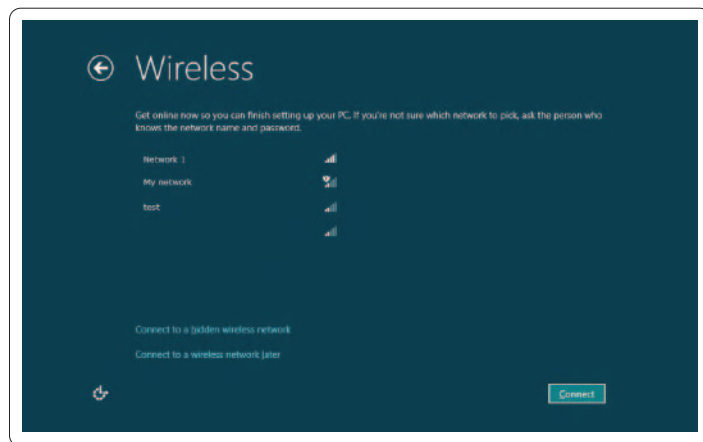 Wireless
Get online now so you can finish setting up your PC. If you're not sure which network to pick, ask the person who
knows the network name and password.
Network 1
My network
test
Connect to a hidden wireless network
Connect to a wireless network later
Connect